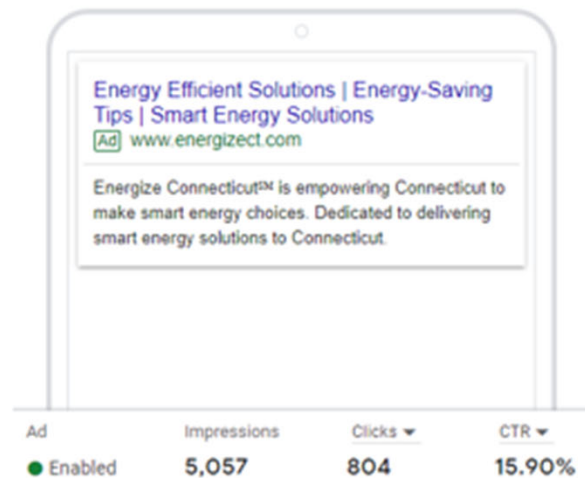 Energy Efficient Solutions | Energy-Saving
Tips | Smart Energy Solutions
Ad www.energizect.com
Energize Connecticut℠ is empowering Connecticut to
make smart energy choices. Dedicated to delivering
smart energy solutions to Connecticut.
Ad Impressions Clicks CTR
Enabled 5,057 804 15.90%